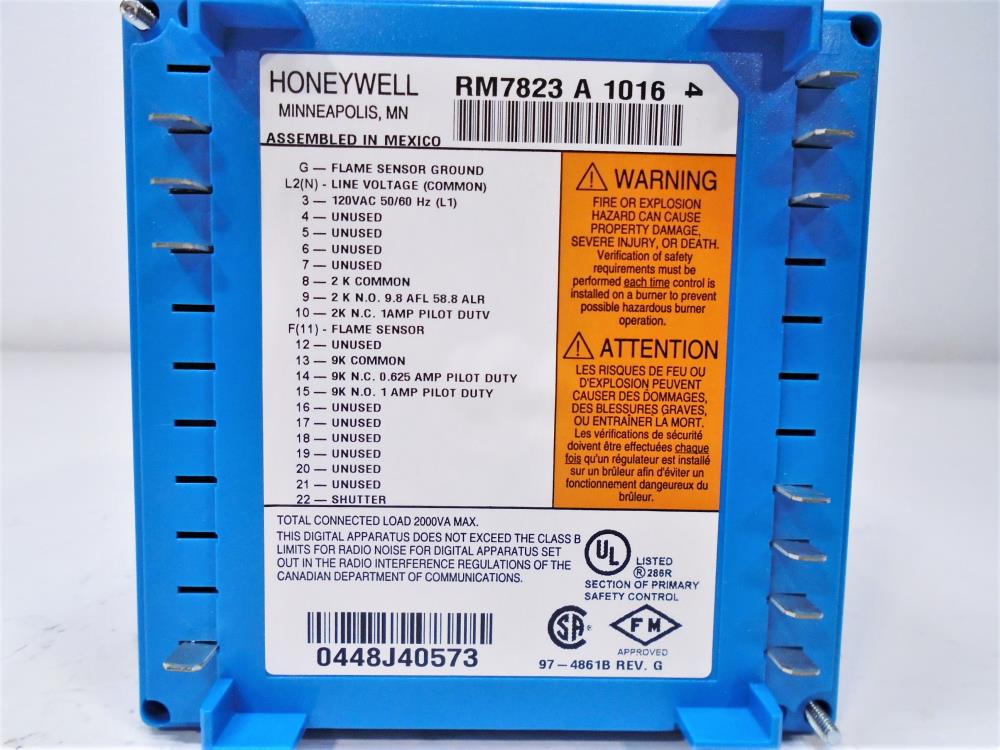 HONEYWELL
MINNEAPOLIS, MN
ASSEMBLED IN MEXICO
RM7823 A 1016 4
G — FLAME SENSOR GROUND
L2(N) - LINE VOLTAGE (COMMON)
3 — 120VAC 50/60 Hz (L1)
4 — UNUSED
5 — UNUSED
6 — UNUSED
7 — UNUSED
8 — 2 K COMMON
9 — 2 K N.O. 9.8 AFL 58.8 ALR
10 — 2K N.C. 1AMP PILOT DUTV
F(11) - FLAME SENSOR
12 — UNUSED
13 — 9K COMMON
14 — 9K N.C. 0.625 AMP PILOT DUTY
15 — 9K N.O. 1 AMP PILOT DUTY
16 — UNUSED
17 — UNUSED
18 — UNUSED
19 — UNUSED
20 — UNUSED
21 — UNUSED
22 — SHUTTER
WARNING
FIRE OR EXPLOSION
HAZARD CAN CAUSE
PROPERTY DAMAGE,
SEVERE INJURY, OR DEATH.
Verification of safety
requirements must be
performed each time control is
installed on a burner to prevent
possible hazardous burner
operation.
ATTENTION
LES RISQUES DE FEU OU
D'EXPLOSION PEUVENT
CAUSER DES DOMMAGES,
DES BLESSURES GRAVES,
OU ENTRAÎNER LA MORT.
Les vérifications de sécurité
doivent être effectuées chaque
fois qu'un régulateur est installé
sur un brûleur afin d'éviter un
fonctionnement dangeureux du
brûleur.
TOTAL CONNECTED LOAD 2000VA MAX.
THIS DIGITAL APPARATUS DOES NOT EXCEED THE CLASS B
LIMITS FOR RADIO NOISE FOR DIGITAL APPARATUS SET
OUT IN THE RADIO INTERFERENCE REGULATIONS OF THE
CANADIAN DEPARTMENT OF COMMUNICATIONS.
UL LISTED
® 286R
SECTION OF PRIMARY
SAFETY CONTROL
SA ®
FM
APPROVED
0448J40573
97-4861B REV. G